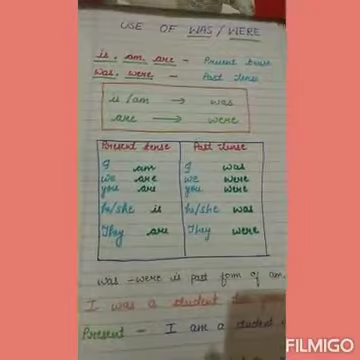 USE OF WAS / WERE
is, am, are - Present tense
was, were - Past tense
is/am → was
are → were
Present tense Past tense
I am I was
we are we were
you are you were
he/she is he/she was
They are They were
was - were is past form of am
I was a student
Present - I am a student
FILMIGO